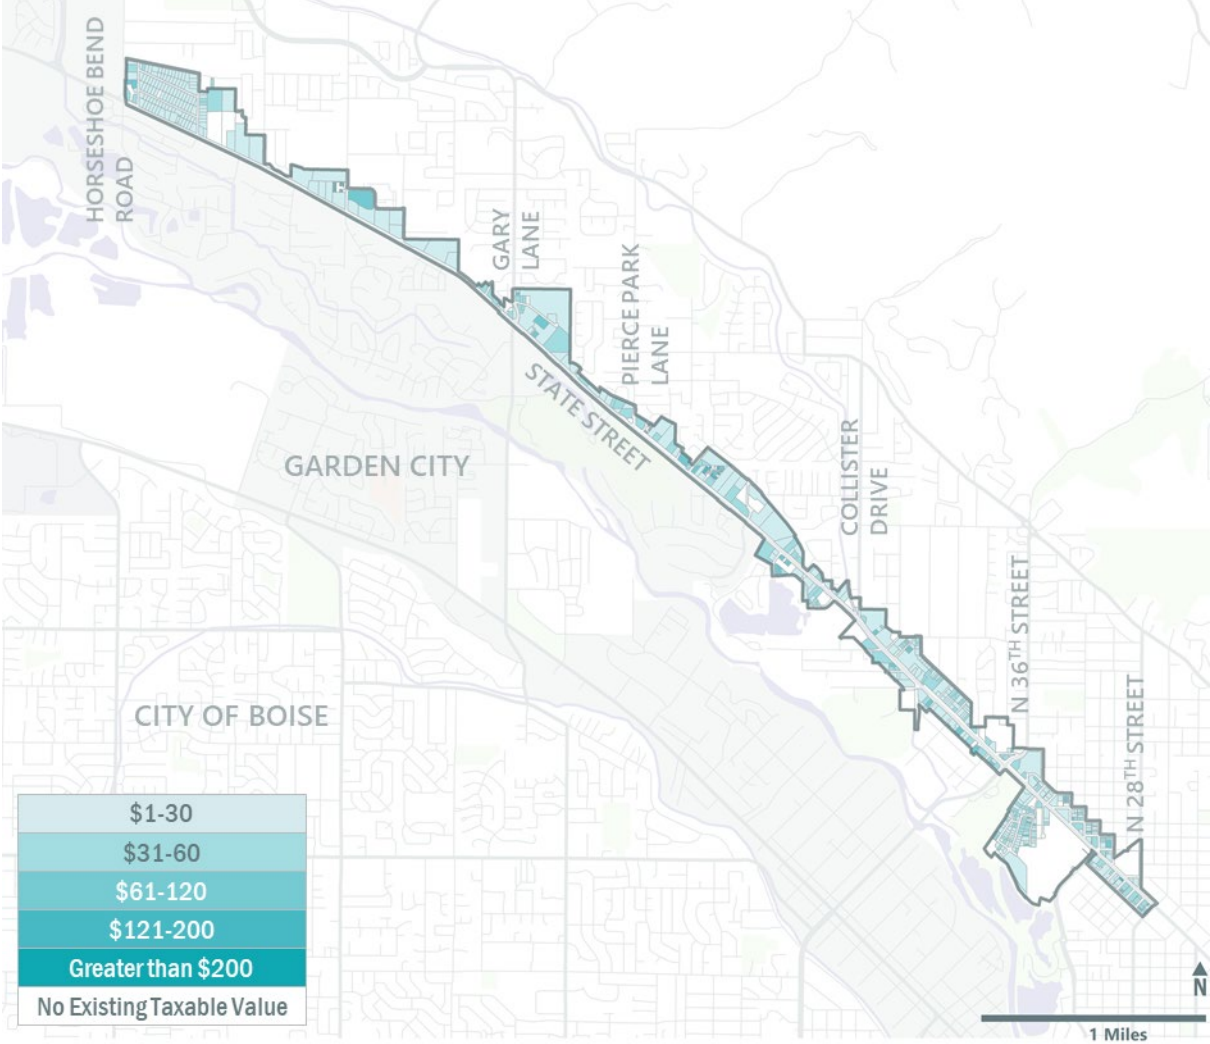 HORSESHOE BEND
ROAD
GARY
LANE
PIERCE PARK
LANE
STATE STREET
GARDEN CITY
COLLISTER
DRIVE
N 36TH STREET
N 28TH STREET
CITY OF BOISE
$1-30
$31-60
$61-120
$121-200
Greater than $200
No Existing Taxable Value
N
1 Miles